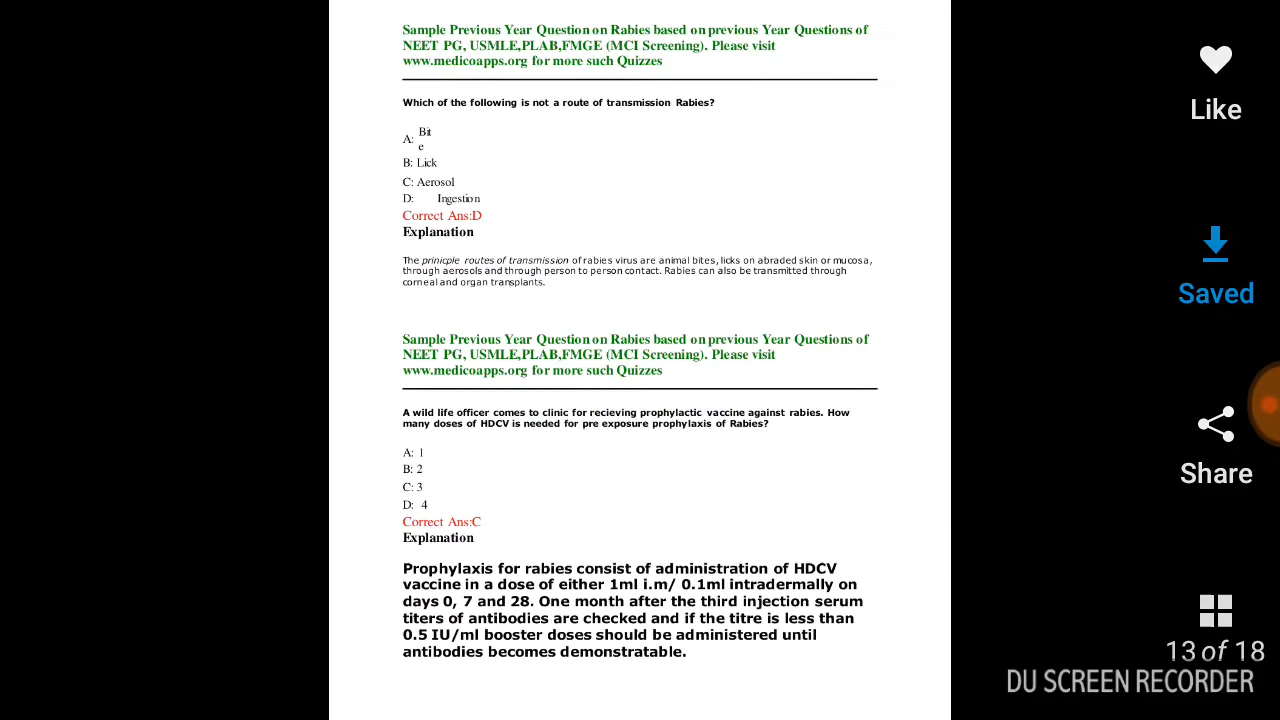 Sample Previous Year Question on Rabies based on previous Year Questions of
NEET PG, USMLE,PLAB,FMGE (MCI Screening). Please visit
www.medicoapps.org for more such Quizzes
Which of the following is not a route of transmission Rabies?
A: Bit
e
B: Lick
C: Aerosol
D: Ingestion
Correct Ans:D
Explanation
The prinicple routes of transmission of rabies virus are animal bites, licks on abraded skin or mucosa,
through aerosols and through person to person contact. Rabies can also be transmitted through
corneal and organ transplants.
Sample Previous Year Question on Rabies based on previous Year Questions of
NEET PG, USMLE,PLAB,FMGE (MCI Screening). Please visit
www.medicoapps.org for more such Quizzes
A wild life officer comes to clinic for recieving prophylactic vaccine against rabies. How
many doses of HDCV is needed for pre exposure prophylaxis of Rabies?
A: 1
B: 2
C: 3
D: 4
Correct Ans:C
Explanation
Prophylaxis for rabies consist of administration of HDCV
vaccine in a dose of either 1ml i.m/ 0.1ml intradermally on
days 0, 7 and 28. One month after the third injection serum
titers of antibodies are checked and if the titre is less than
0.5 IU/ml booster doses should be administered until
antibodies becomes demonstratable.
Like
Saved
Share
13 of 18
DU SCREEN RECORDER